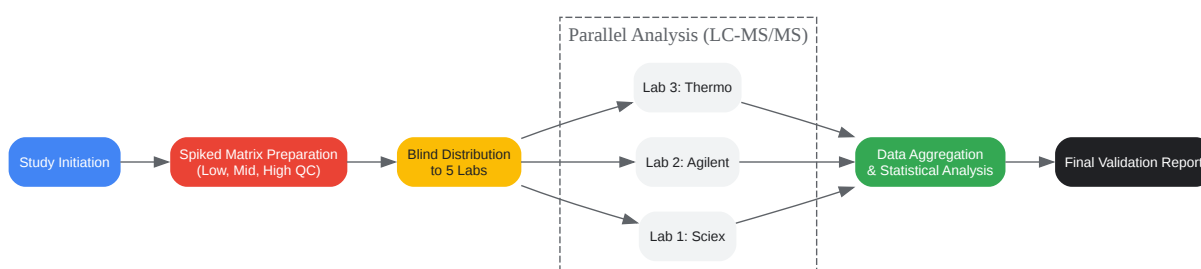 Parallel Analysis (LC-MS/MS)
Study Initiation
Spiked Matrix Preparation
(Low, Mid, High QC)
Blind Distribution
to 5 Labs
Lab 3: Thermo
Lab 2: Agilent
Lab 1: Sciex
Data Aggregation
& Statistical Analysis
Final Validation Report